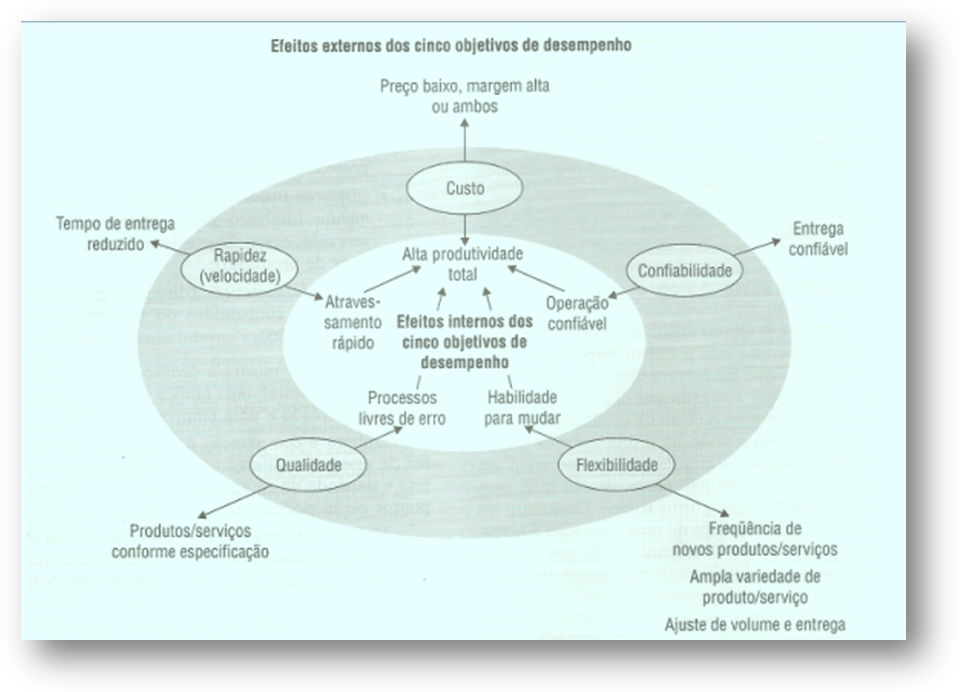 Efeitos externos dos cinco objetivos de desempenho
Preço baixo, margem alta
ou ambos
Custo
Tempo de entrega
reduzido
Rapidez
(velocidade)
Alta produtividade
total
Confiabilidade
Entrega
confiável
Atraves-
samento
rápido
Efeitos internos dos
cinco objetivos de
desempenho
Operação
confiável
Processos
livres de erro
Habilidade
para mudar
Qualidade
Flexibilidade
Produtos/serviços
conforme especificação
Freqüência de
novos produtos/serviços
Ampla variedade de
produto/serviço
Ajuste de volume e entrega